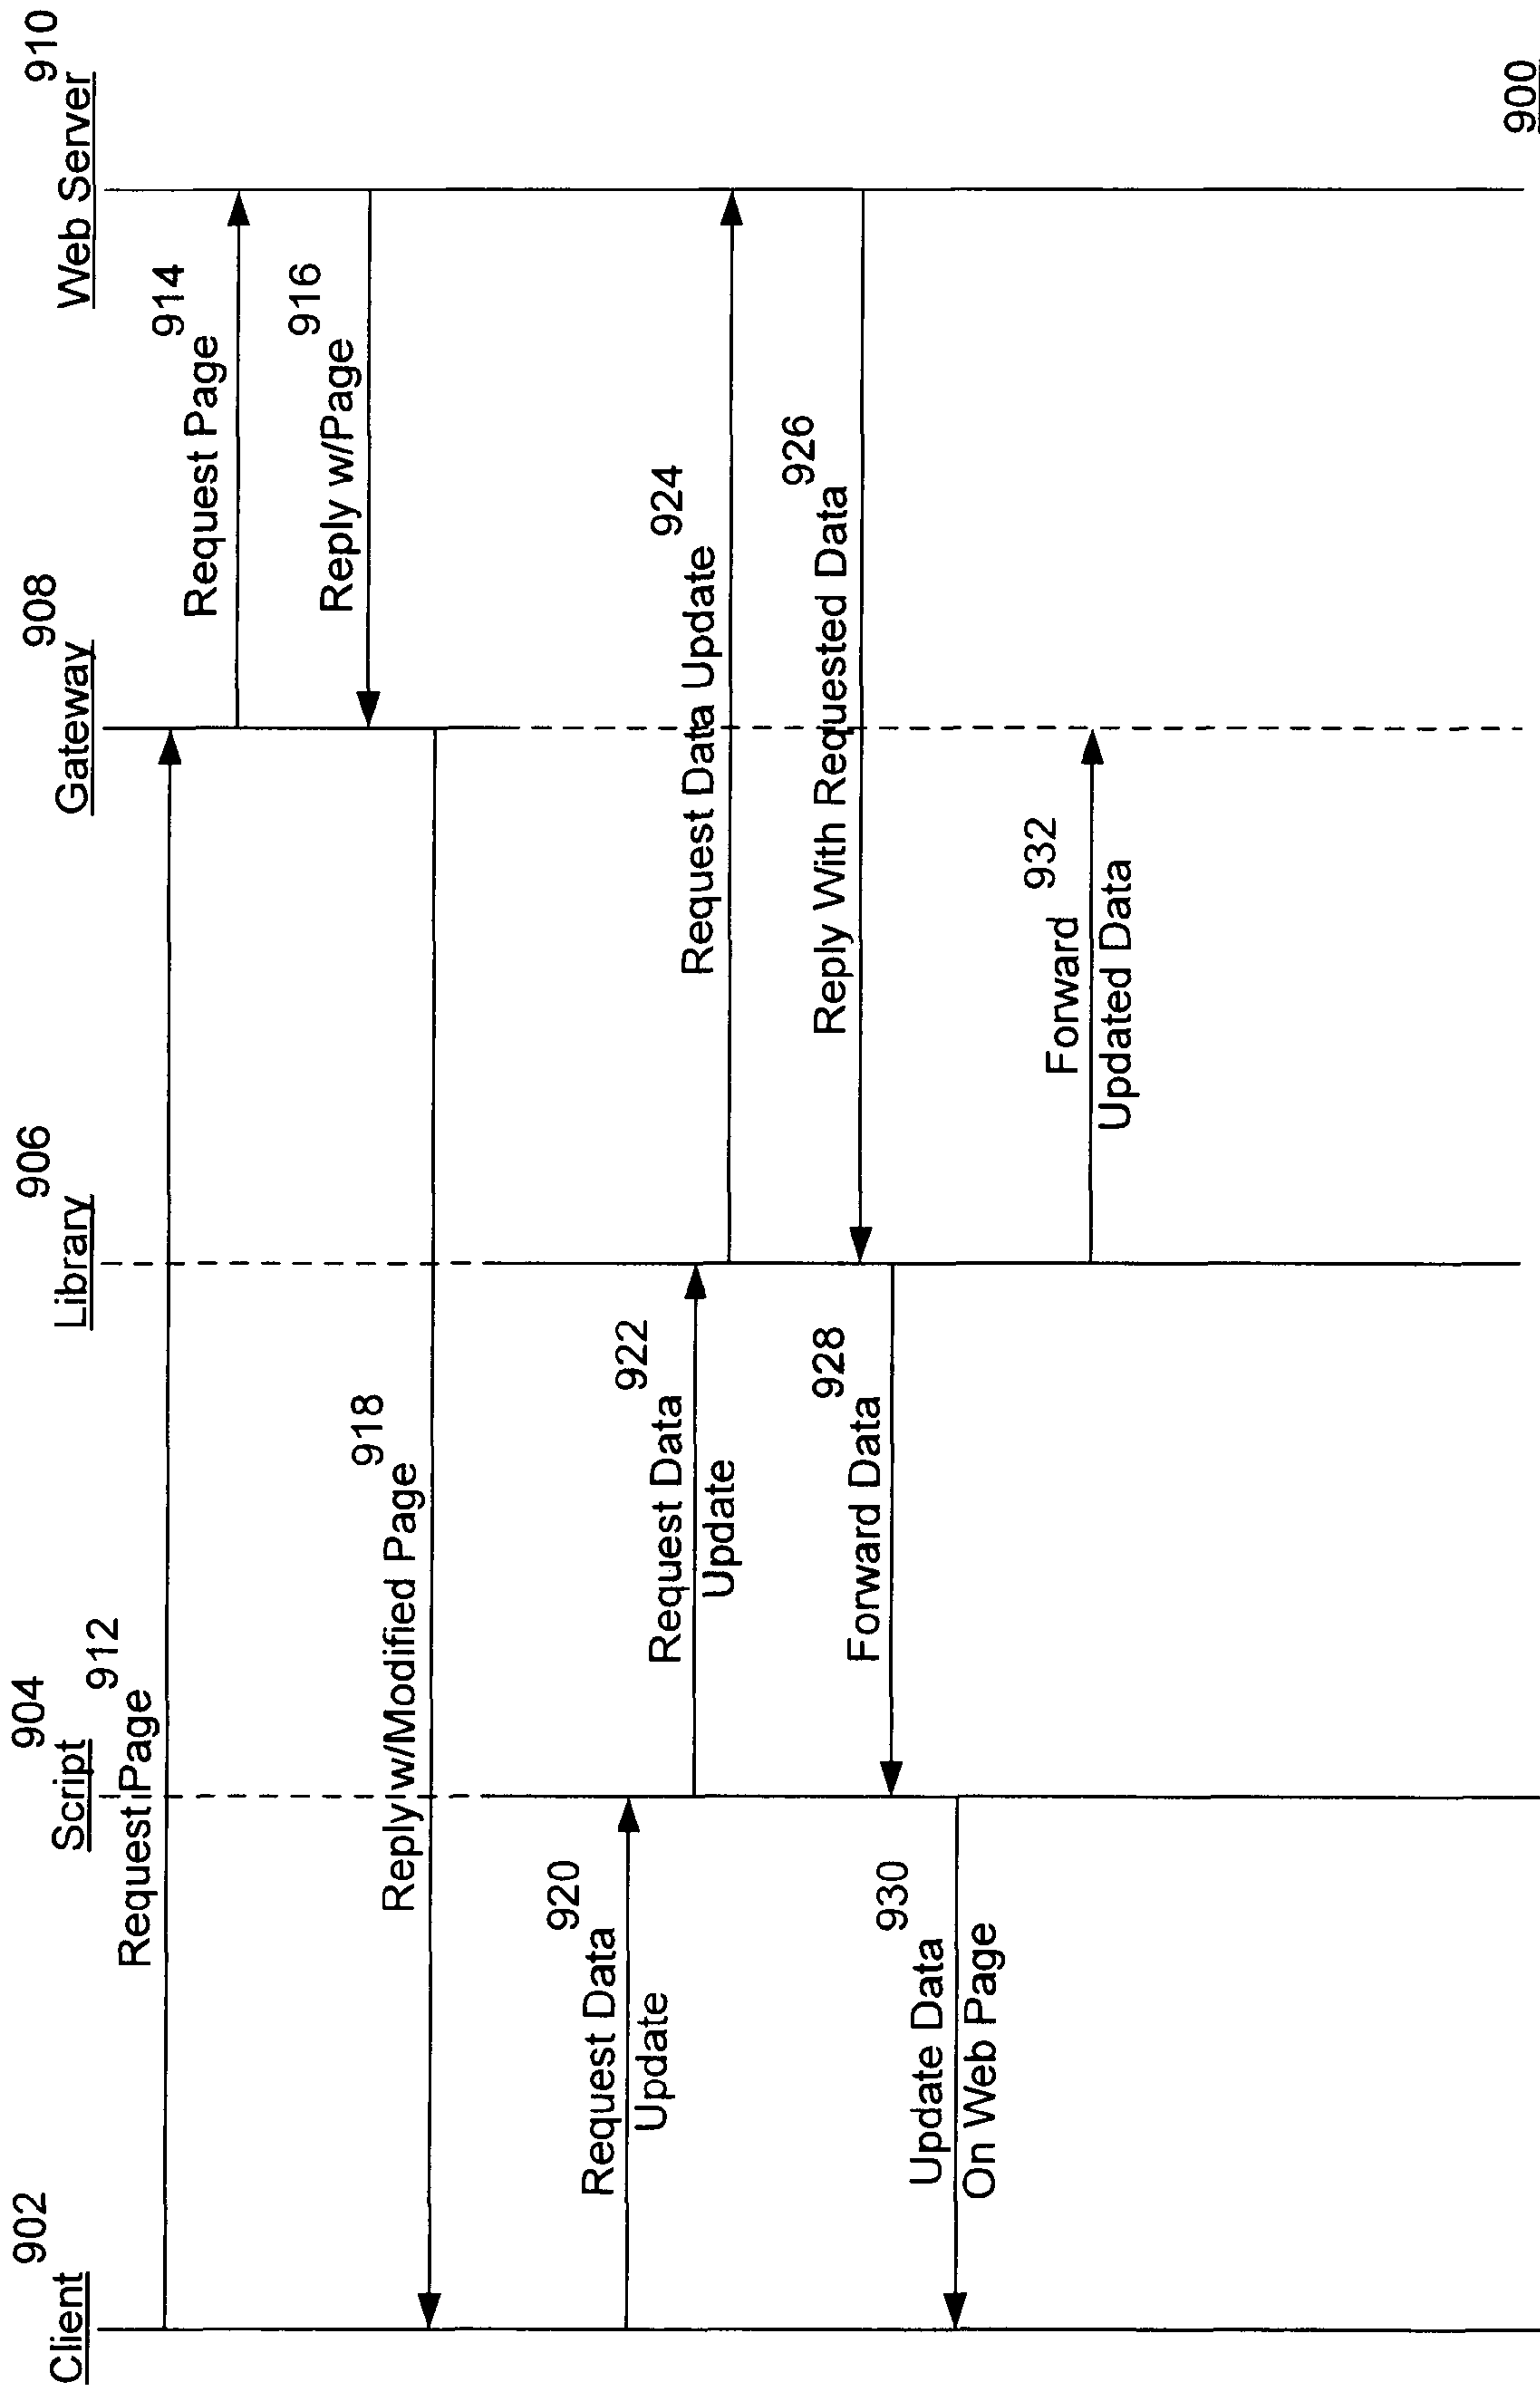 Client 902
Script 904
Library 906
Gateway 908
Web Server 910
Request Page 912
Request Page 914
Reply w/Page 916
Reply w/Modified Page 918
Request Data 920
Update
Request Data 922
Update
Request Data Update 924
Reply With Requested Data 926
Forward Data 928
Update Data 930
On Web Page
Forward 932
Updated Data
900